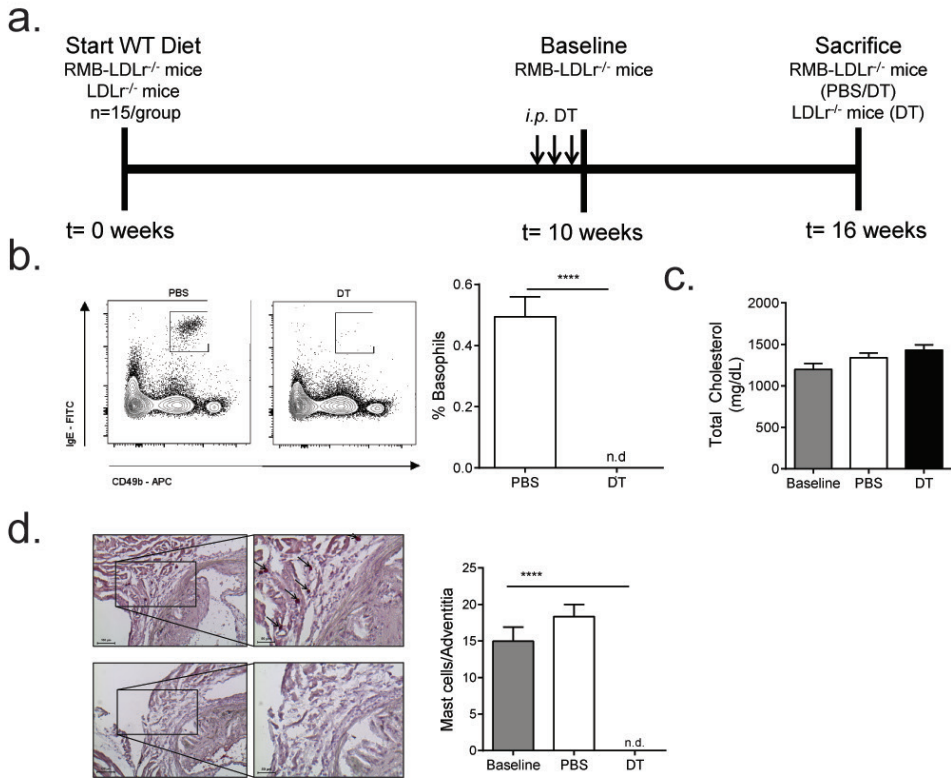 a.
Start WT Diet
RMB-LDLr-/- mice
LDLr-/- mice
n=15/group
Baseline
RMB-LDLr-/- mice
i.p. DT
Sacrifice
RMB-LDLr-/- mice
(PBS/DT)
LDLr-/- mice (DT)
t= 0 weeks
t= 10 weeks
t= 16 weeks
b.
PBS
DT
IgE - FITC
CD49b - APC
% Basophils
0.6
0.4
0.2
0.0
****
n.d
PBS
DT
c.
Total Cholesterol
(mg/dL)
2000
1500
1000
500
0
Baseline
PBS
DT
d.
Mast cells/Adventitia
25
20
15
10
5
0
****
n.d.
Baseline
PBS
DT